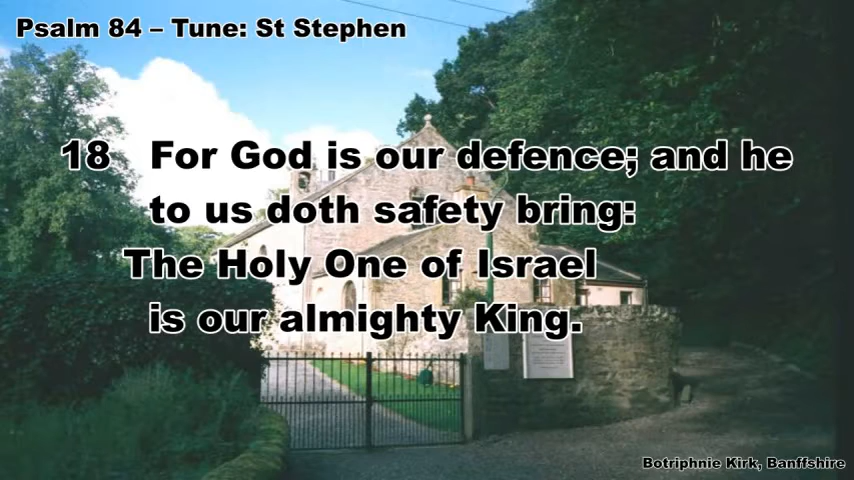 Psalm 84 – Tune: St Stephen
18 For God is our defence; and he
to us doth safety bring:
The Holy One of Israel
is our almighty King.
Botriphnie Kirk, Banffshire